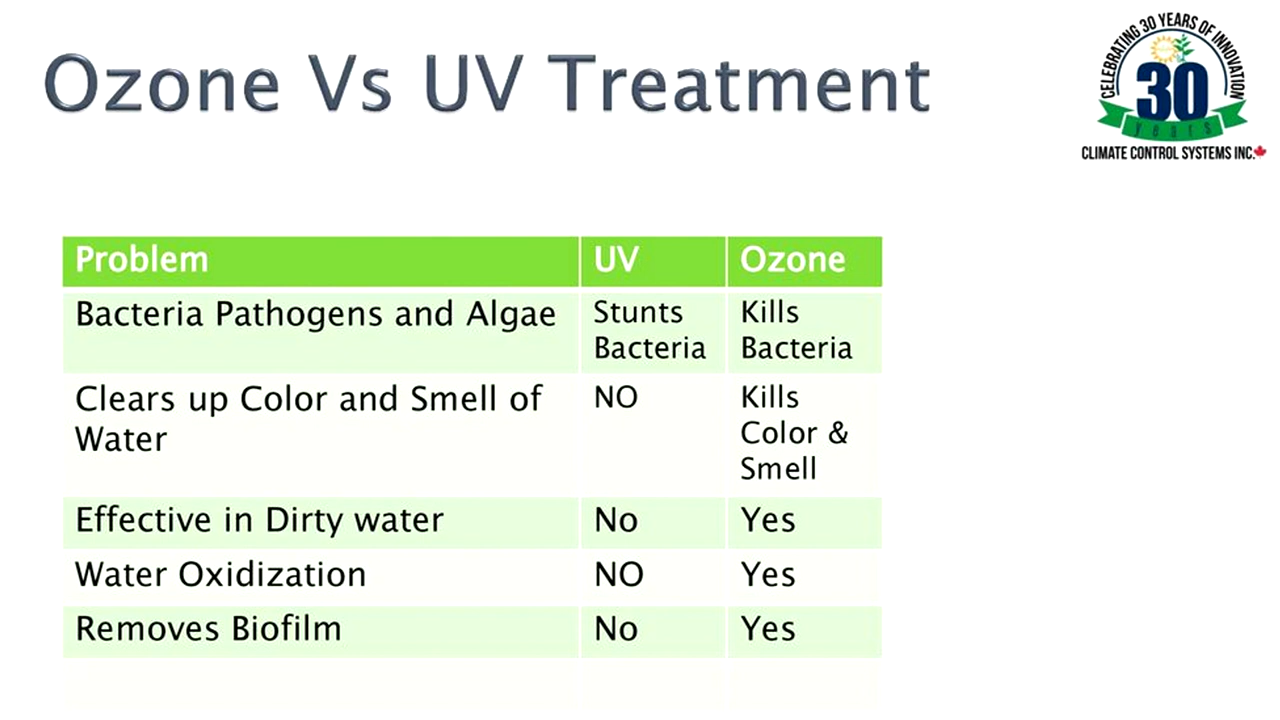 Ozone Vs UV Treatment
CELEBRATING 30 YEARS OF INNOVATION
30
years
CLIMATE CONTROL SYSTEMS INC.
Problem UV Ozone
Bacteria Pathogens and Algae Stunts Kills
Bacteria Bacteria
Clears up Color and Smell of NO Kills
Water Color &
Smell
Effective in Dirty water No Yes
Water Oxidization NO Yes
Removes Biofilm No Yes